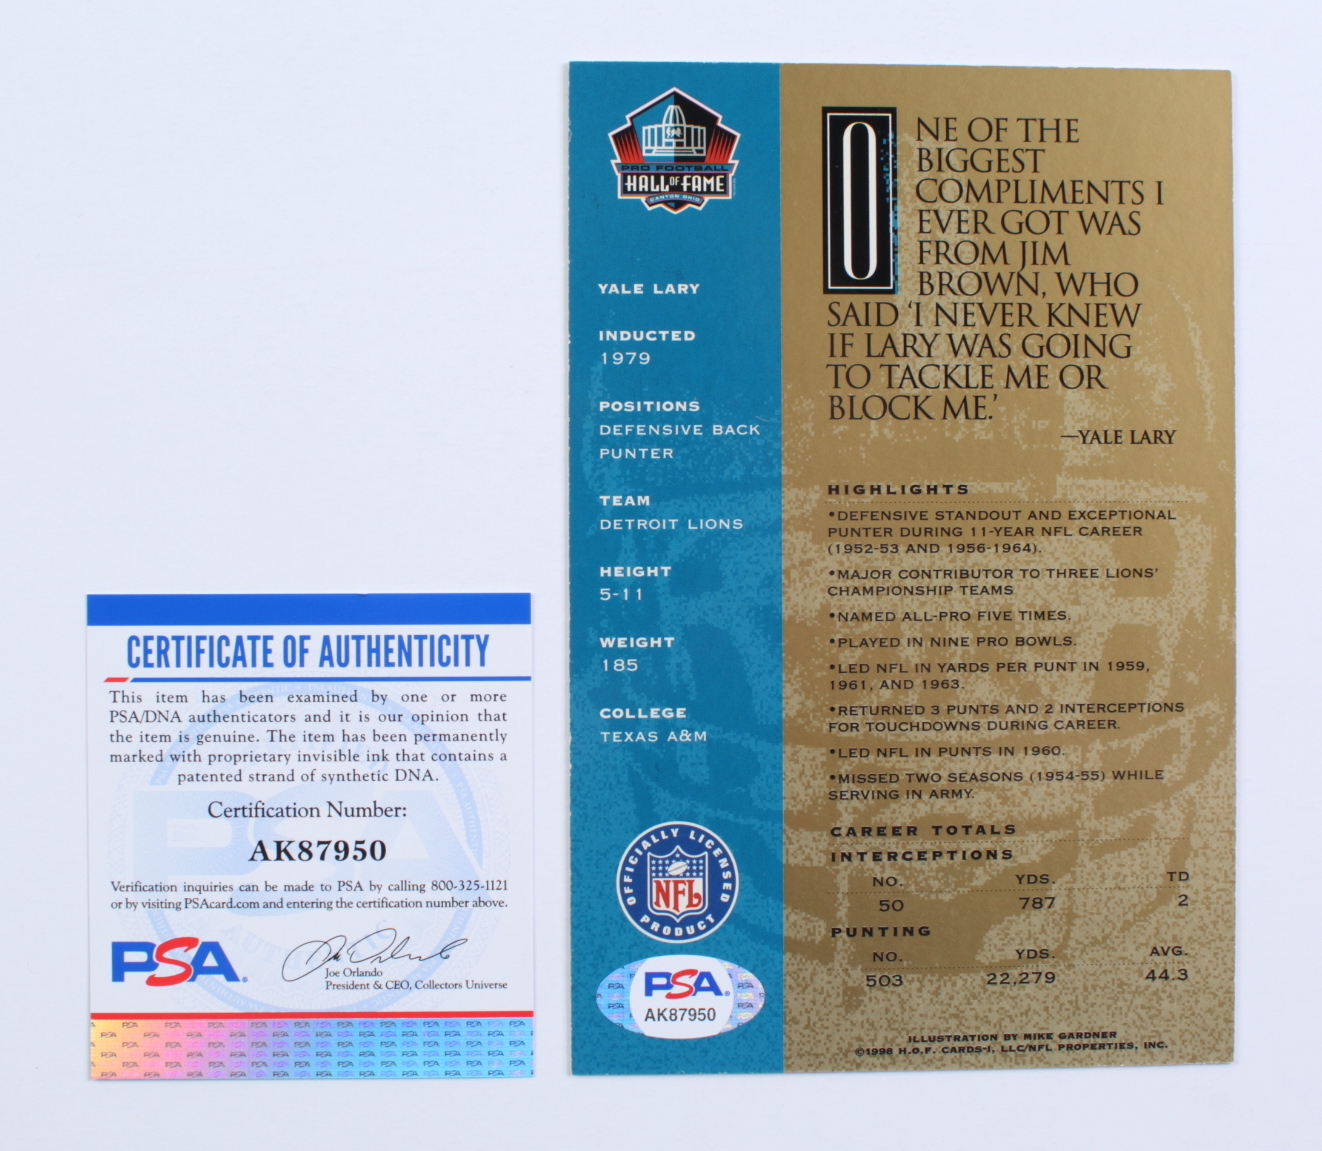 CERTIFICATE OF AUTHENTICITY
This item has been examined by one or more
PSA/DNA authenticators and it is our opinion that
the item is genuine. The item has been permanently
marked with proprietary invisible ink that contains a
patented strand of synthetic DNA.
Certification Number:
AK87950
Verification inquiries can be made to PSA by calling 800-325-1121
or by visiting PSAcard.com and entering the certification number above.
PSA.
Joe Orlando
President & CEO, Collectors Universe
PRO FOOTBALL
HALL OF FAME
CANTON OHIO
YALE LARY
INDUCTED
1979
POSITIONS
DEFENSIVE BACK
PUNTER
TEAM
DETROIT LIONS
HEIGHT
5-11
WEIGHT
185
COLLEGE
TEXAS A&M
OFFICIALLY LICENSED
NFL
PRODUCT
PSA.
AK87950
ONE OF THE
BIGGEST
COMPLIMENTS I
EVER GOT WAS
FROM JIM
BROWN, WHO
SAID 'I NEVER KNEW
IF LARY WAS GOING
TO TACKLE ME OR
BLOCK ME.'
—YALE LARY
HIGHLIGHTS
•DEFENSIVE STANDOUT AND EXCEPTIONAL
PUNTER DURING 11-YEAR NFL CAREER
(1952-53 AND 1956-1964).
•MAJOR CONTRIBUTOR TO THREE LIONS'
CHAMPIONSHIP TEAMS
•NAMED ALL-PRO FIVE TIMES.
•PLAYED IN NINE PRO BOWLS.
•LED NFL IN YARDS PER PUNT IN 1959,
1961, AND 1963.
•RETURNED 3 PUNTS AND 2 INTERCEPTIONS
FOR TOUCHDOWNS DURING CAREER.
•LED NFL IN PUNTS IN 1960.
•MISSED TWO SEASONS (1954-55) WHILE
SERVING IN ARMY.
CAREER TOTALS
INTERCEPTIONS
NO. YDS. TD
50 787 2
PUNTING
NO. YDS. AVG.
503 22,279 44.3
ILLUSTRATION BY MIKE GARDNER
©1998 H.O.F. CARDS-I, LLC/NFL PROPERTIES, INC.